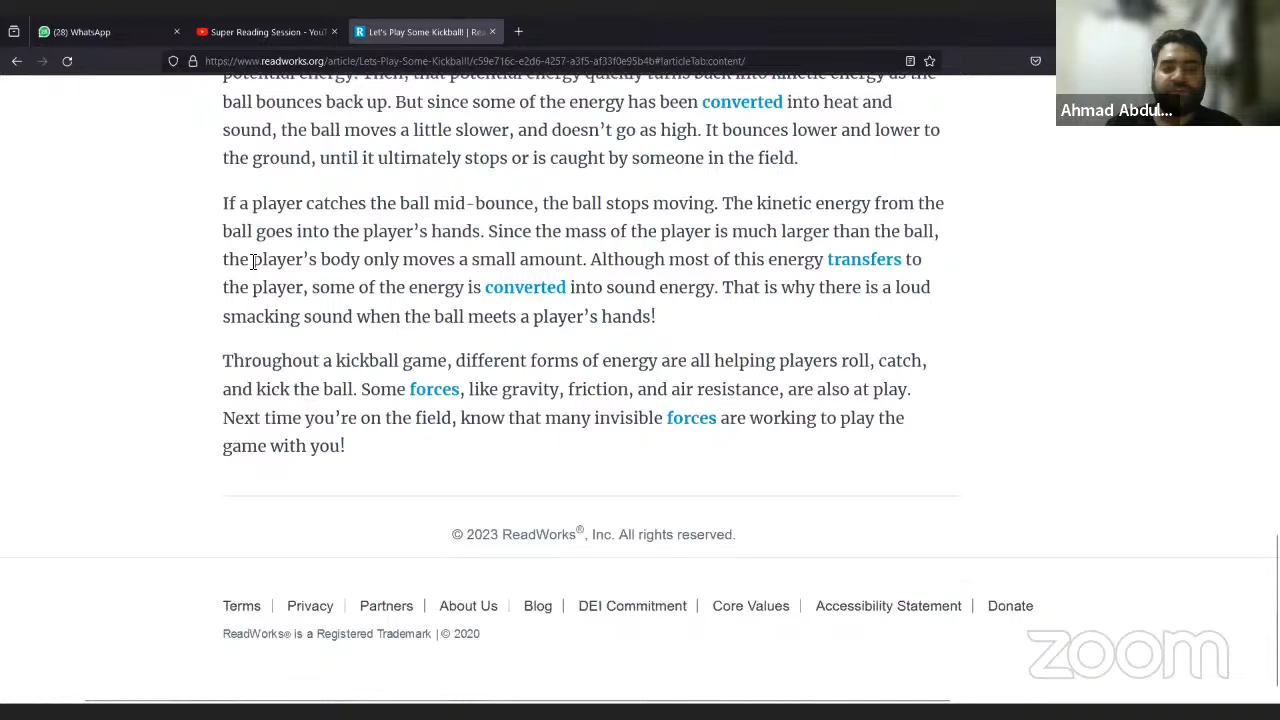 (28) WhatsApp
Super Reading Session - YouT
Let's Play Some Kickball! | Rea
https://www.readworks.org/article/Lets-Play-Some-Kickball!/c59e716c-e2d6-4257-a3f5-af33f0e95b4b#!articleTab:content/
Ahmad Abdul...
potential energy. Then, that potential energy quickly turns back into kinetic energy as the
ball bounces back up. But since some of the energy has been converted into heat and
sound, the ball moves a little slower, and doesn't go as high. It bounces lower and lower to
the ground, until it ultimately stops or is caught by someone in the field.
If a player catches the ball mid-bounce, the ball stops moving. The kinetic energy from the
ball goes into the player's hands. Since the mass of the player is much larger than the ball,
the player's body only moves a small amount. Although most of this energy transfers to
the player, some of the energy is converted into sound energy. That is why there is a loud
smacking sound when the ball meets a player's hands!
Throughout a kickball game, different forms of energy are all helping players roll, catch,
and kick the ball. Some forces, like gravity, friction, and air resistance, are also at play.
Next time you're on the field, know that many invisible forces are working to play the
game with you!
© 2023 ReadWorks®, Inc. All rights reserved.
Terms | Privacy | Partners | About Us | Blog | DEI Commitment | Core Values | Accessibility Statement | Donate
ReadWorks® is a Registered Trademark | © 2020
zoom